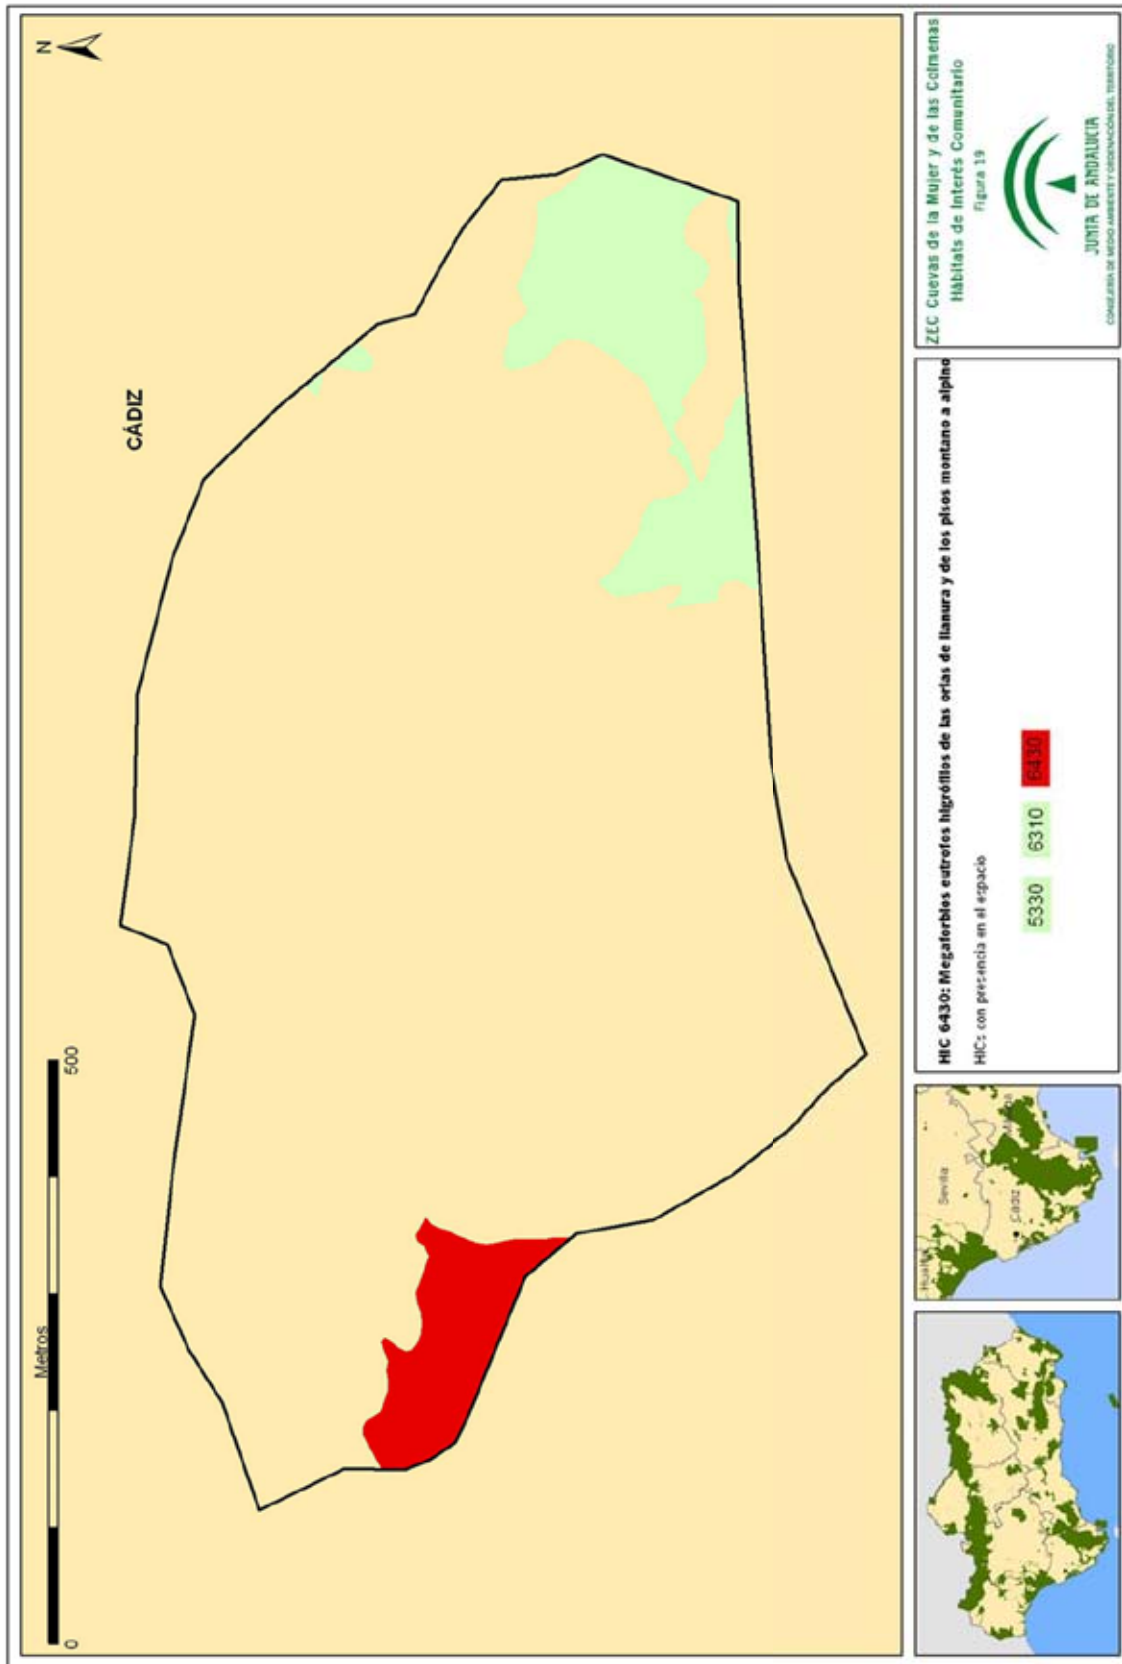 N
CÁDIZ
Metros
0
500
Huelva
Sevilla
Cádiz
HIC 6430: Megaforbios eutrofos higrófilos de las orlas de llanura y de los pisos montano a alpino
HICs con presencia en el espacio
5330 6310 6430
ZEC Cuevas de la Mujer y de las Colmenas
Hábitats de Interés Comunitario
Figura 19
JUNTA DE ANDALUCIA
CONSEJERÍA DE MEDIO AMBIENTE Y ORDENACIÓN DEL TERRITORIO